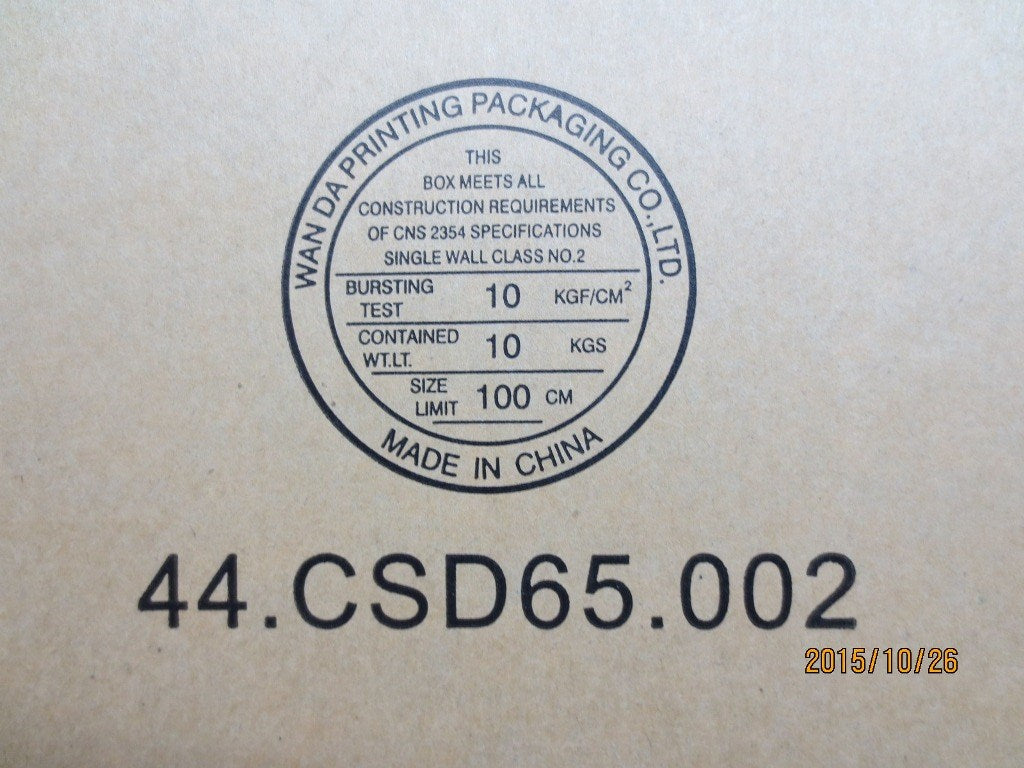 WAN DA PRINTING PACKAGING CO.,LTD.
THIS
BOX MEETS ALL
CONSTRUCTION REQUIREMENTS
OF CNS 2354 SPECIFICATIONS
SINGLE WALL CLASS NO.2
BURSTING TEST 10 KGF/CM²
CONTAINED WT.LT. 10 KGS
SIZE LIMIT 100 CM
MADE IN CHINA
44.CSD65.002
2015/10/26